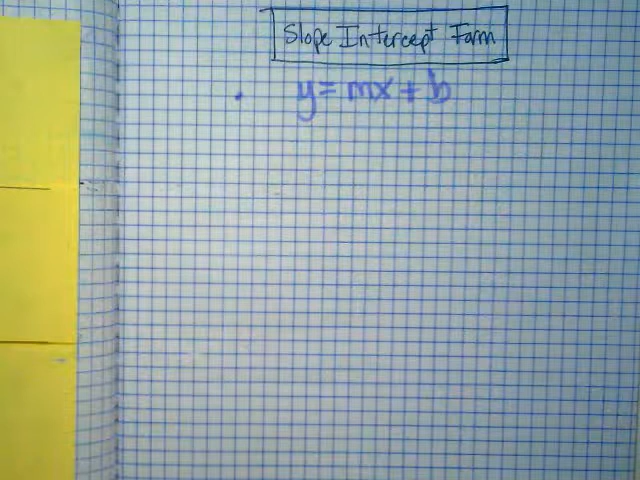 Slope Intercept Form
y = mx + b